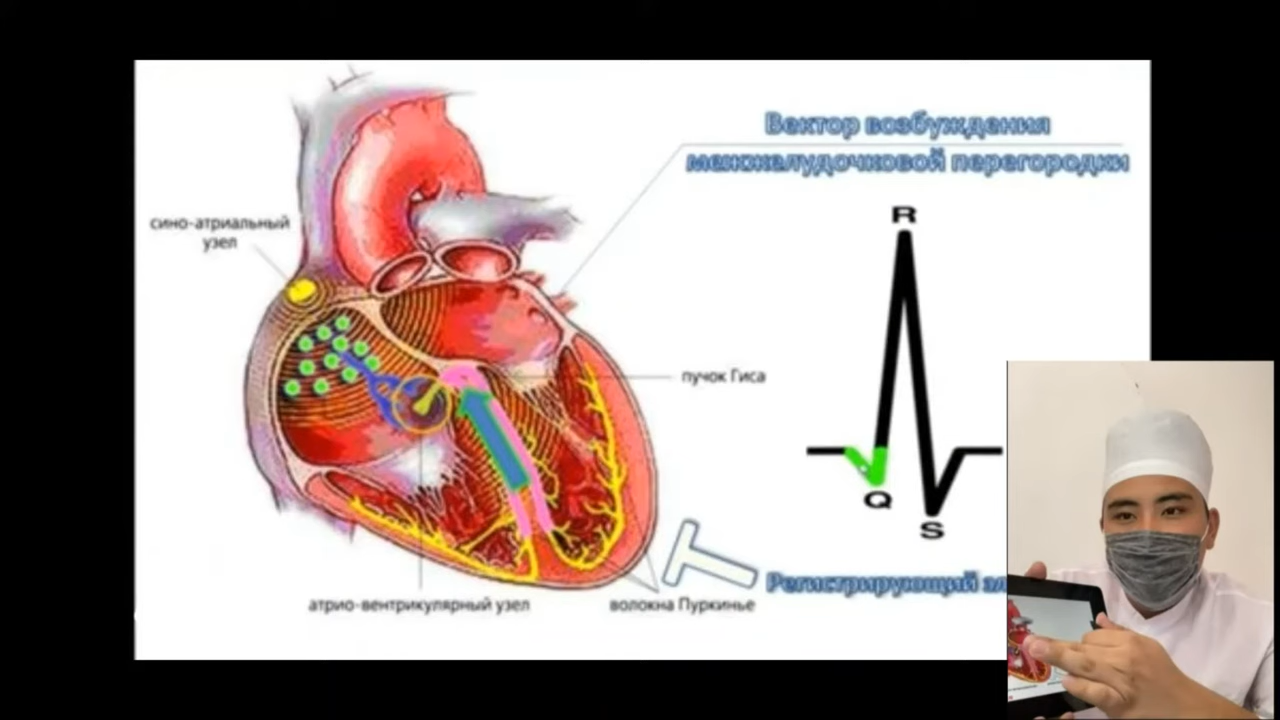 Вектор возбуждения
межжелудочковой перегородки
сино-атриальный
узел
R
пучок Гиса
Q
S
Регистрирующий
атрио-вентрикулярный узел
волокна Пуркинье